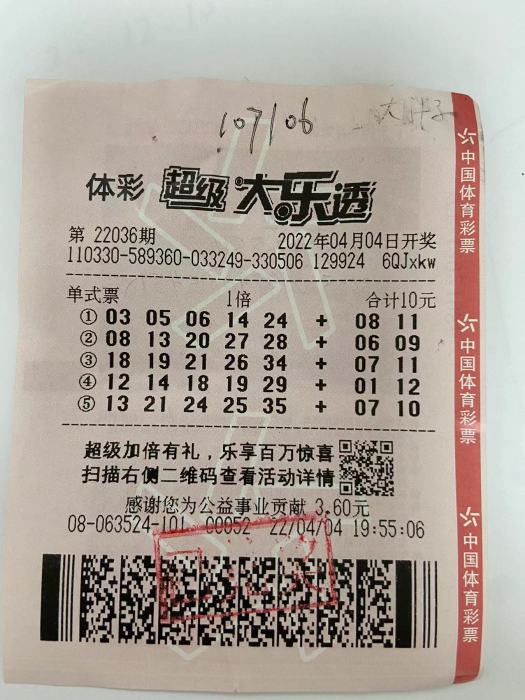 107106
体彩 超级大乐透
第 22036期 2022年04月04日开奖
110330-589360-033249-330506 129924 6QJxkw
单式票 1倍 合计10元
① 03 05 06 14 24 + 08 11
② 08 13 20 27 28 + 06 09
③ 18 19 21 26 34 + 07 11
④ 12 14 18 19 29 + 01 12
⑤ 13 21 24 25 35 + 07 10
超级加倍有礼，乐享百万惊喜
扫描右侧二维码查看活动详情
感谢您为公益事业贡献 3.60元
08-063524-101 00052 22/04/04 19:55:06
中国体育彩票
中国体育彩票
中国体育彩票